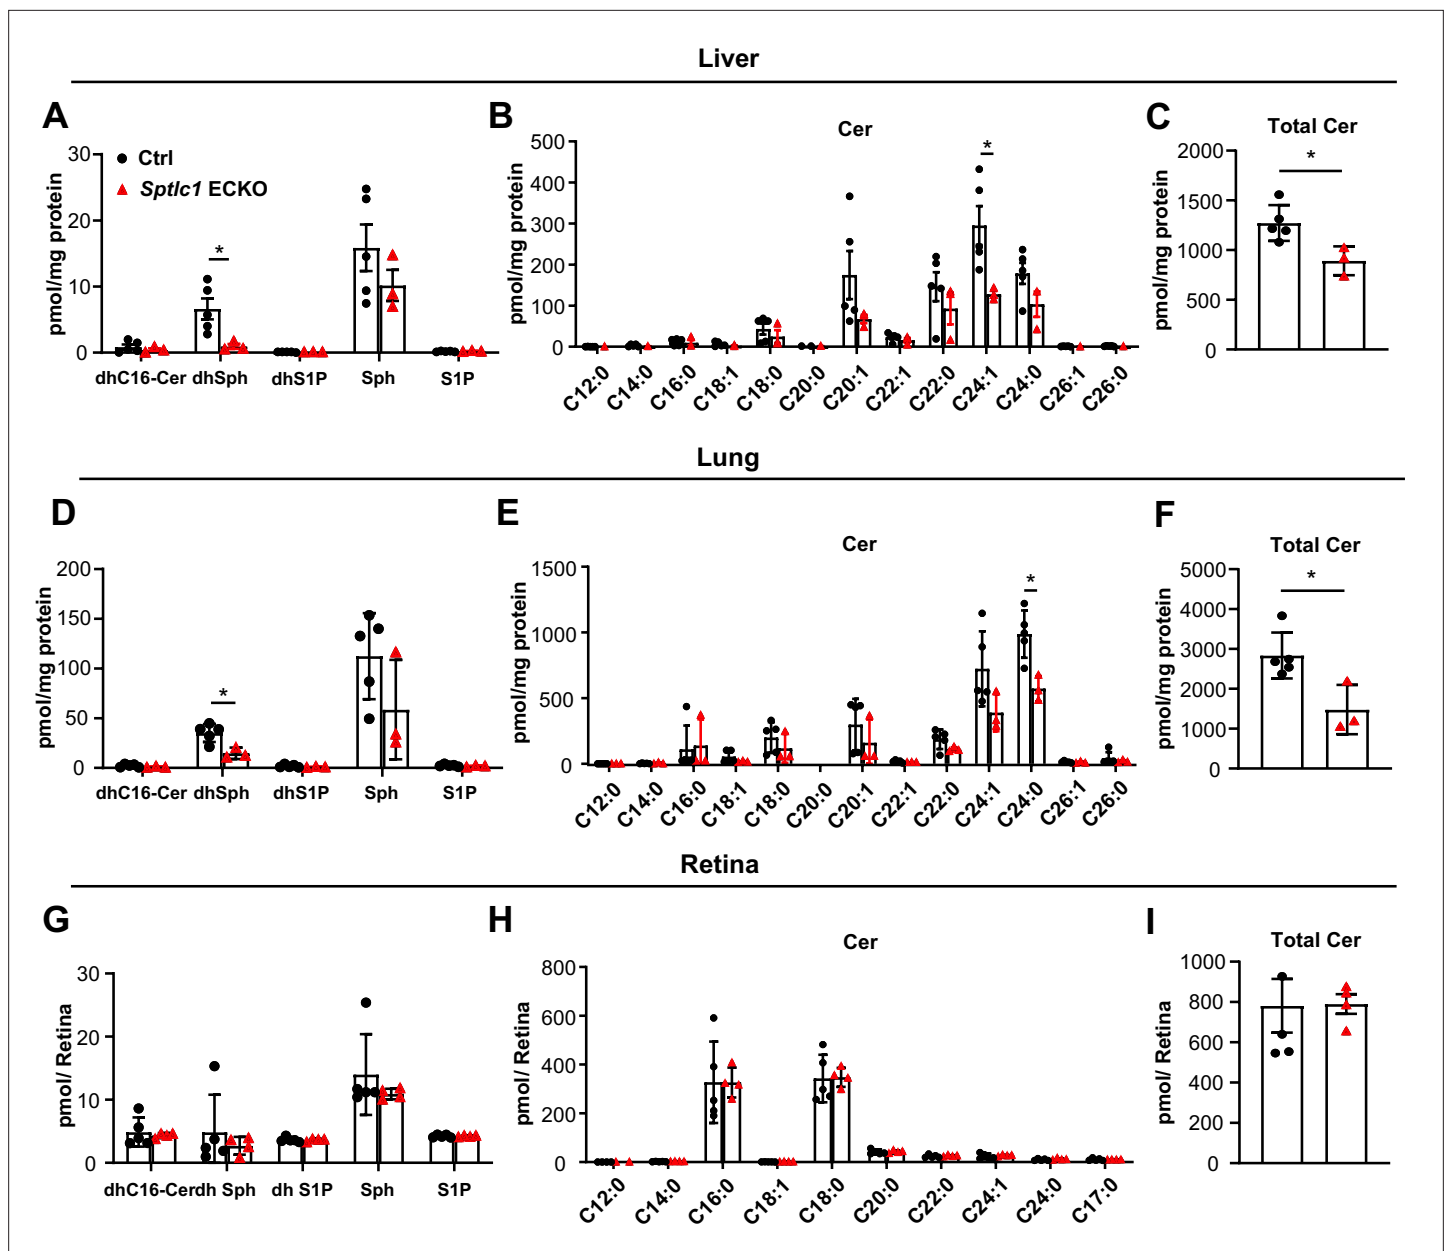 Liver
A
30
20
10
0
pmol/mg protein
Ctrl
Sptlc1 ECKO
*
dhC16-Cer dhSph dhS1P Sph S1P
B
Cer
500
400
300
200
100
0
pmol/mg protein
*
C12:0 C14:0 C16:0 C18:1 C18:0 C20:0 C20:1 C22:1 C22:0 C24:1 C24:0 C26:1 C26:0
C
Total Cer
2000
1500
1000
500
0
pmol/mg protein
*
Lung
D
200
150
100
50
0
pmol/mg protein
*
dhC16-Cer dhSph dhS1P Sph S1P
E
Cer
1500
1000
500
0
pmol/mg protein
*
C12:0 C14:0 C16:0 C18:1 C18:0 C20:0 C20:1 C22:1 C22:0 C24:1 C24:0 C26:1 C26:0
F
Total Cer
5000
4000
3000
2000
1000
0
pmol/mg protein
*
Retina
G
30
20
10
0
pmol/ Retina
dhC16-Cer dh Sph dh S1P Sph S1P
H
Cer
800
600
400
200
0
pmol/ Retina
C12:0 C14:0 C16:0 C18:1 C18:0 C20:0 C22:0 C24:1 C24:0 C17:0
I
Total Cer
1000
800
600
400
200
0
pmol/ Retina